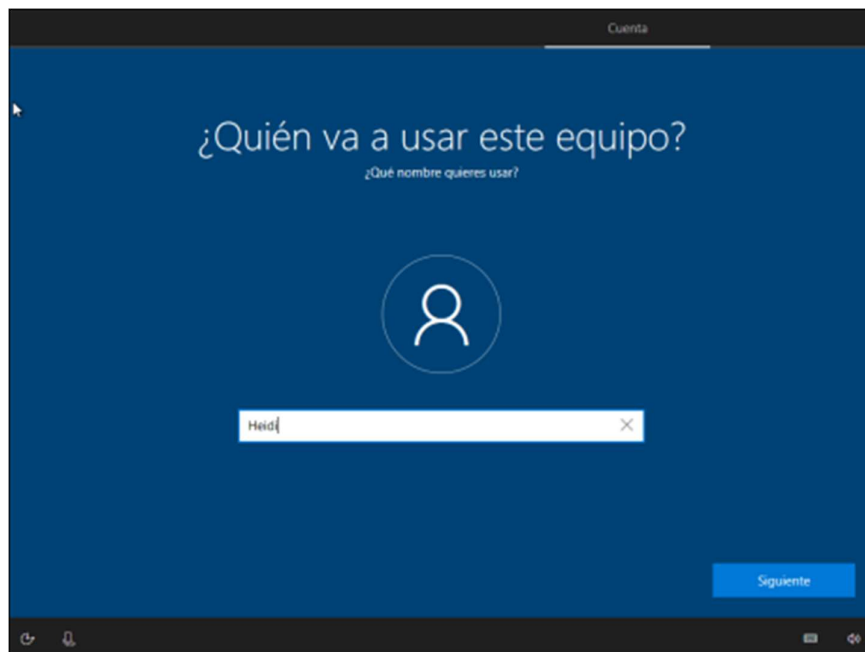 Cuenta
¿Quién va a usar este equipo?
¿Qué nombre quieres usar?
Heidi
Siguiente